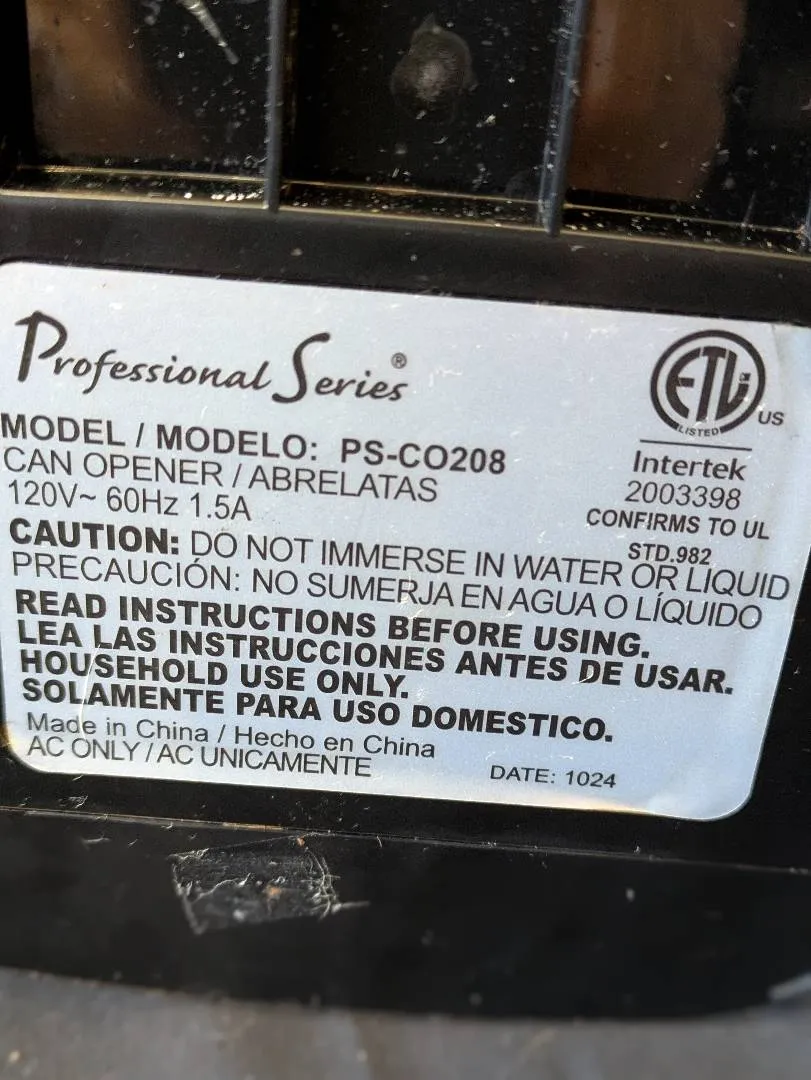 Professional Series®
MODEL / MODELO: PS-CO208
CAN OPENER / ABRELATAS
120V~ 60Hz 1.5A
ETL
LISTED
US
Intertek
2003398
CONFIRMS TO UL
STD.982
CAUTION: DO NOT IMMERSE IN WATER OR LIQUID
PRECAUCIÓN: NO SUMERJA EN AGUA O LÍQUIDO
READ INSTRUCTIONS BEFORE USING.
LEA LAS INSTRUCCIONES ANTES DE USAR.
HOUSEHOLD USE ONLY.
SOLAMENTE PARA USO DOMESTICO.
Made in China / Hecho en China
AC ONLY / AC UNICAMENTE
DATE: 1024